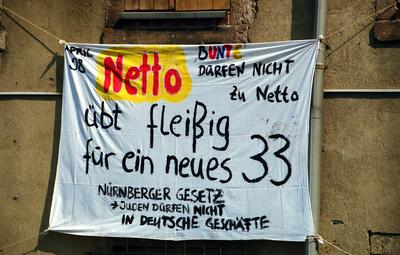 APRIL BUNTE
98 Netto DÜRFEN NICHT
zu Netto
übt fleißig
für ein neues 33
NÜRNBERGER GESETZ
→ JUDEN DÜRFEN NICHT
IN DEUTSCHE GESCHÄFTE